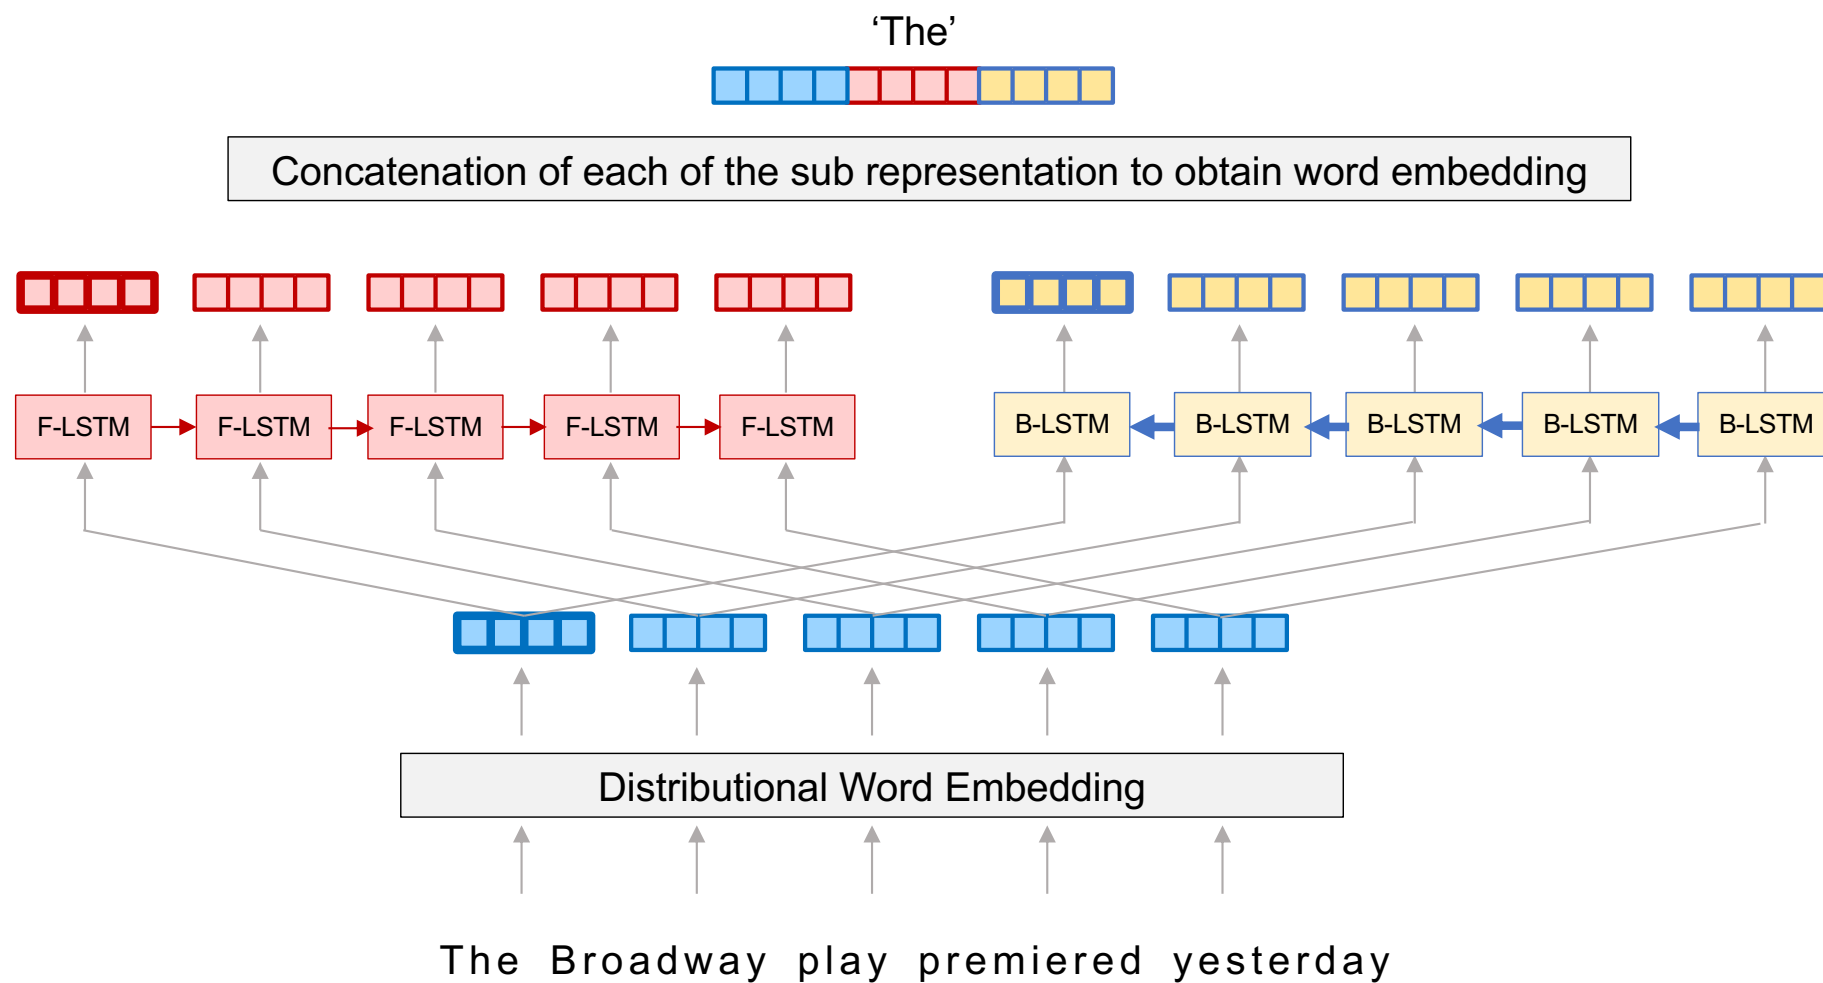 ‘The’
Concatenation of each of the sub representation to obtain word embedding
F-LSTM F-LSTM F-LSTM F-LSTM F-LSTM B-LSTM B-LSTM B-LSTM B-LSTM B-LSTM
Distributional Word Embedding
The Broadway play premiered yesterday